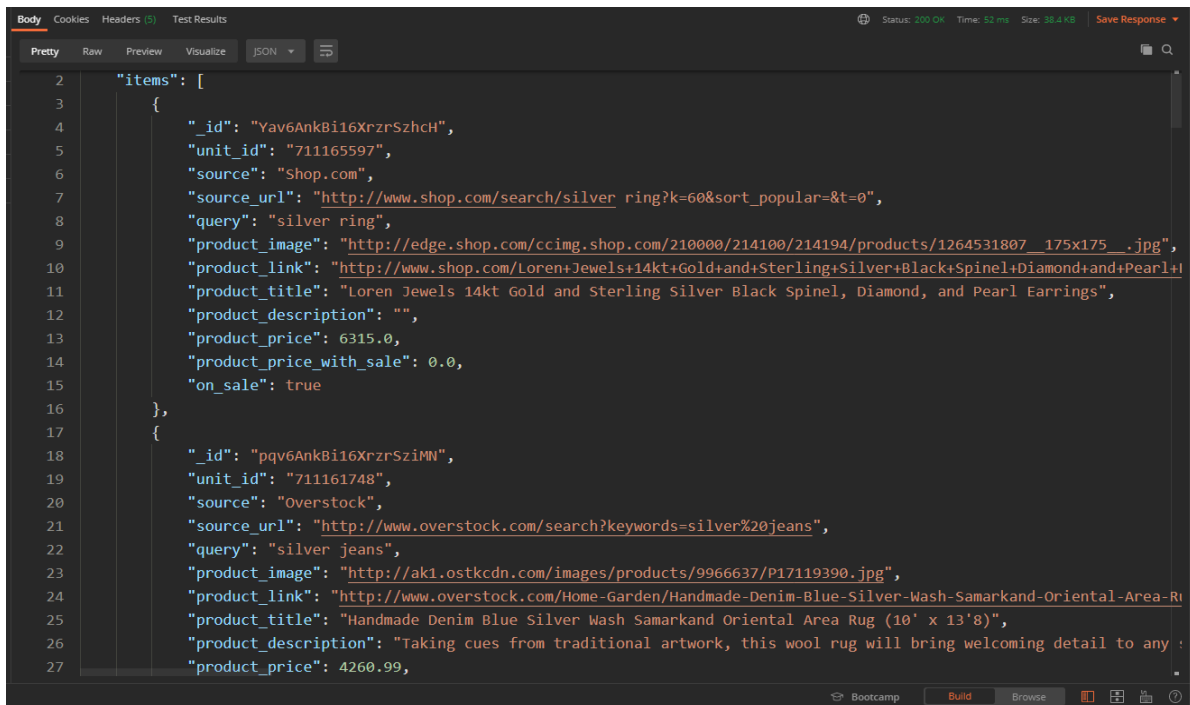 Body Cookies Headers (5) Test Results Status: 200 OK Time: 52 ms Size: 38.4 KB Save Response
Pretty Raw Preview Visualize JSON
2 "items": [
3 {
4 "_id": "Yav6AnkBi16XrzrSzhcH",
5 "unit_id": "711165597",
6 "source": "Shop.com",
7 "source_url": "http://www.shop.com/search/silver ring?k=60&sort_popular=&t=0",
8 "query": "silver ring",
9 "product_image": "http://edge.shop.com/ccimg.shop.com/210000/214100/214194/products/1264531807__175x175__.jpg",
10 "product_link": "http://www.shop.com/Loren+Jewels+14kt+Gold+and+Sterling+Silver+Black+Spinel+Diamond+and+Pearl+
11 "product_title": "Loren Jewels 14kt Gold and Sterling Silver Black Spinel, Diamond, and Pearl Earrings",
12 "product_description": "",
13 "product_price": 6315.0,
14 "product_price_with_sale": 0.0,
15 "on_sale": true
16 },
17 {
18 "_id": "pqv6AnkBi16XrzrSziMN",
19 "unit_id": "711161748",
20 "source": "Overstock",
21 "source_url": "http://www.overstock.com/search?keywords=silver%20jeans",
22 "query": "silver jeans",
23 "product_image": "http://ak1.ostkcdn.com/images/products/9966637/P17119390.jpg",
24 "product_link": "http://www.overstock.com/Home-Garden/Handmade-Denim-Blue-Silver-Wash-Samarkand-Oriental-Area-R
25 "product_title": "Handmade Denim Blue Silver Wash Samarkand Oriental Area Rug (10' x 13'8)",
26 "product_description": "Taking cues from traditional artwork, this wool rug will bring welcoming detail to any
27 "product_price": 4260.99,
Bootcamp Build Browse